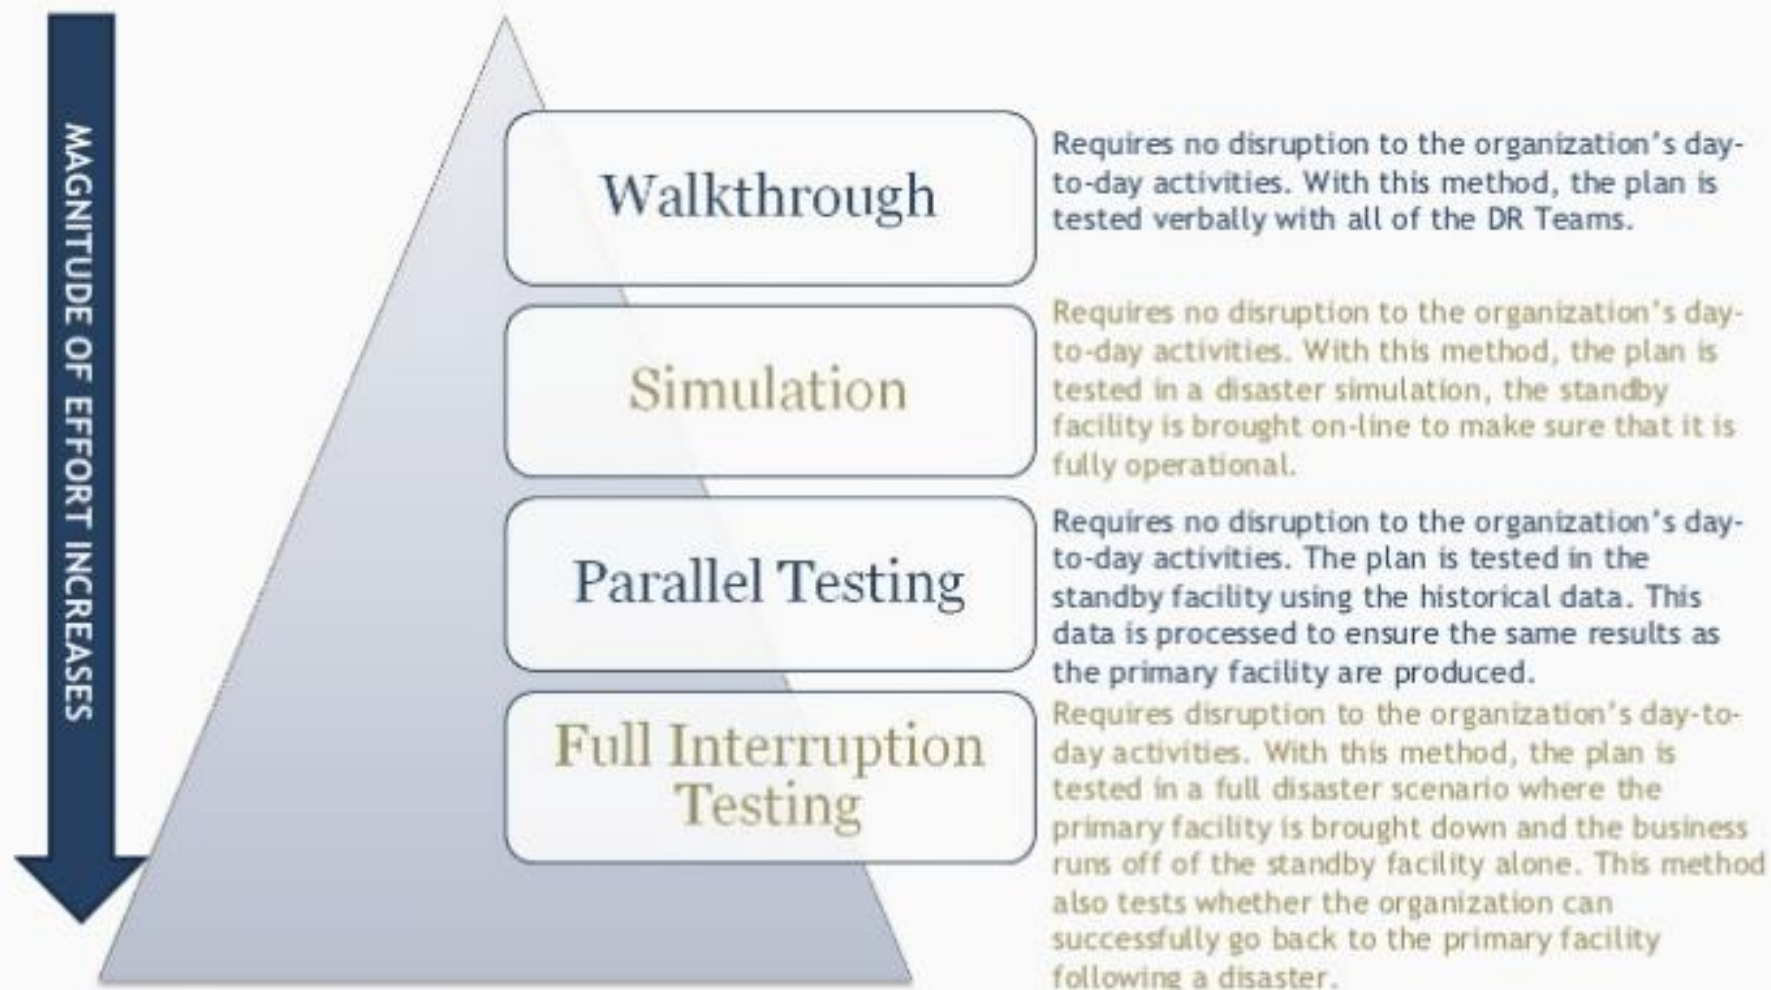 MAGNITUDE OF EFFORT INCREASES
Walkthrough
Requires no disruption to the organization's day-
to-day activities. With this method, the plan is
tested verbally with all of the DR Teams.
Simulation
Requires no disruption to the organization's day-
to-day activities. With this method, the plan is
tested in a disaster simulation, the standby
facility is brought on-line to make sure that it is
fully operational.
Parallel Testing
Requires no disruption to the organization's day-
to-day activities. The plan is tested in the
standby facility using the historical data. This
data is processed to ensure the same results as
the primary facility are produced.
Full Interruption
Testing
Requires disruption to the organization's day-to-
day activities. With this method, the plan is
tested in a full disaster scenario where the
primary facility is brought down and the business
runs off of the standby facility alone. This method
also tests whether the organization can
successfully go back to the primary facility
following a disaster.